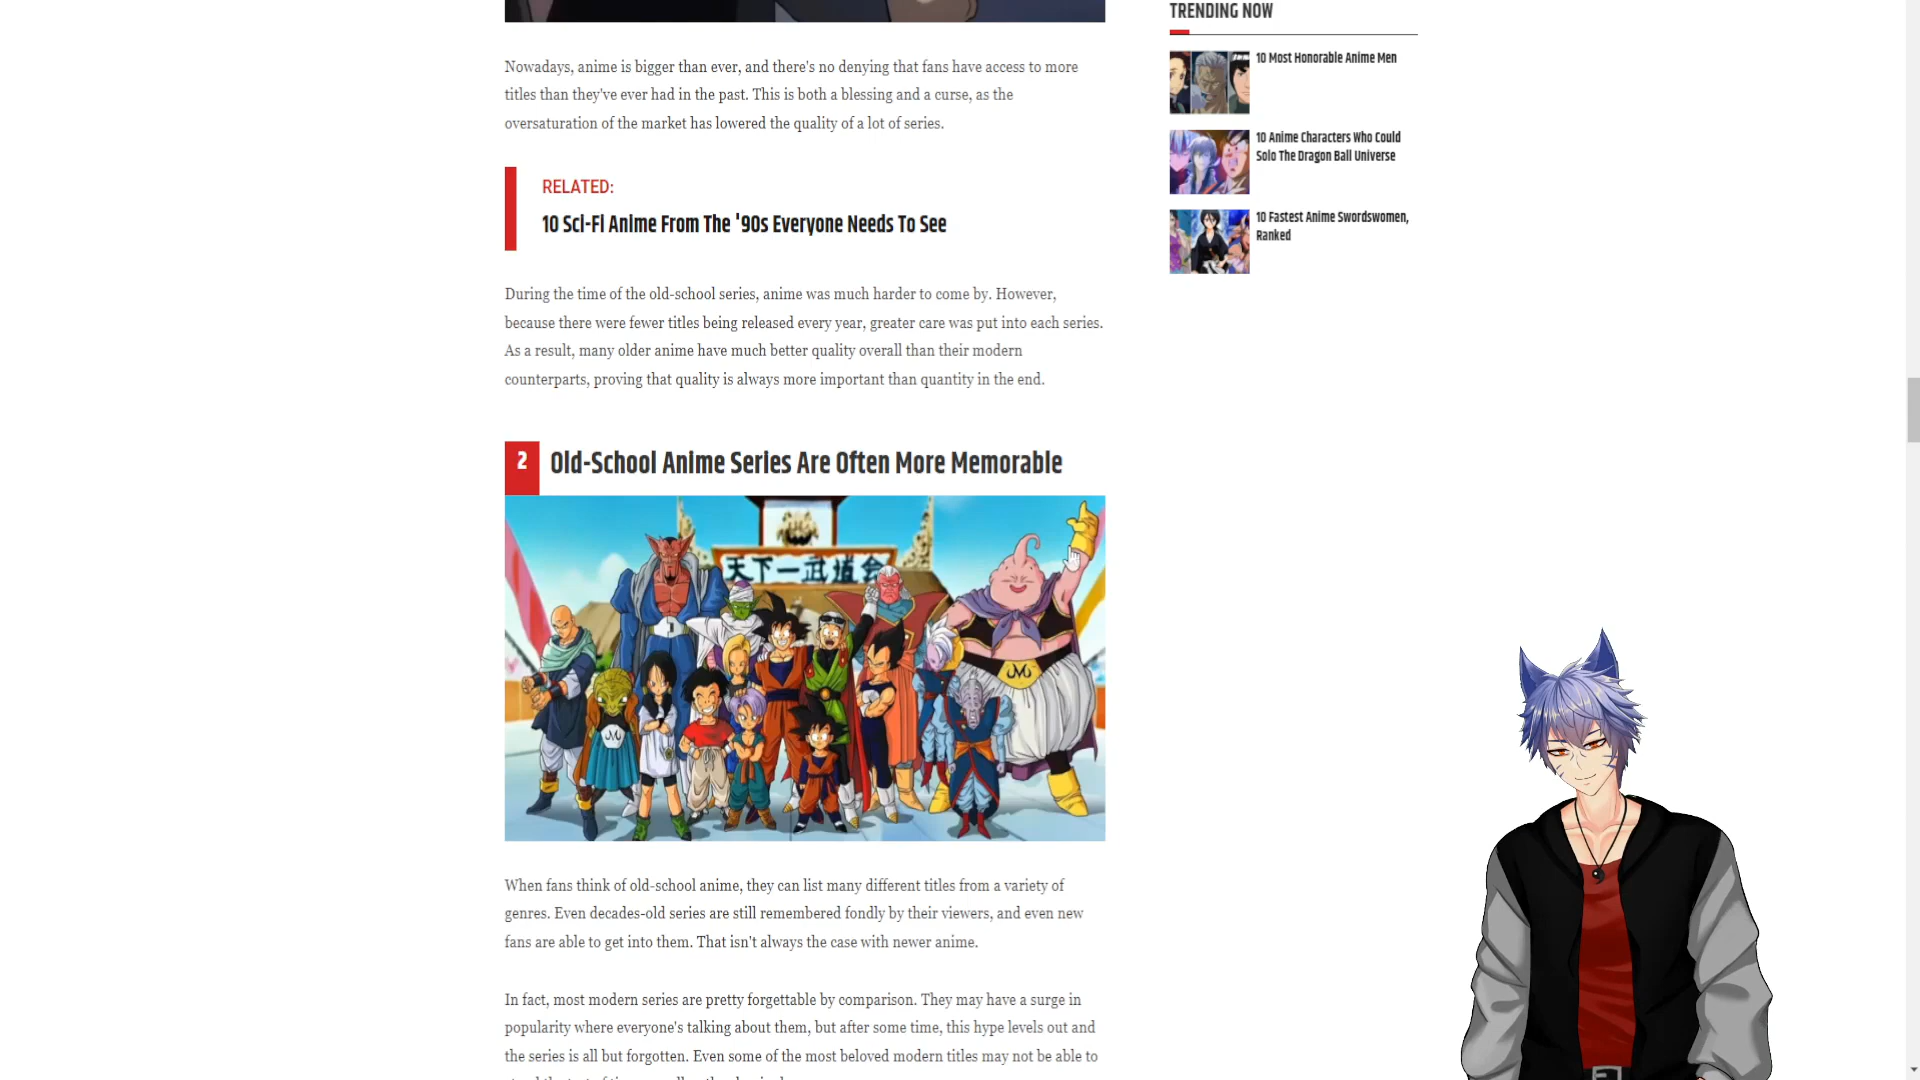 Nowadays, anime is bigger than ever, and there's no denying that fans have access to more
titles than they've ever had in the past. This is both a blessing and a curse, as the
oversaturation of the market has lowered the quality of a lot of series.
RELATED:
10 Sci-Fi Anime From The '90s Everyone Needs To See
During the time of the old-school series, anime was much harder to come by. However,
because there were fewer titles being released every year, greater care was put into each series.
As a result, many older anime have much better quality overall than their modern
counterparts, proving that quality is always more important than quantity in the end.
2 Old-School Anime Series Are Often More Memorable
天下一武道会
When fans think of old-school anime, they can list many different titles from a variety of
genres. Even decades-old series are still remembered fondly by their viewers, and even new
fans are able to get into them. That isn't always the case with newer anime.
In fact, most modern series are pretty forgettable by comparison. They may have a surge in
popularity where everyone's talking about them, but after some time, this hype levels out and
the series is all but forgotten. Even some of the most beloved modern titles may not be able to
TRENDING NOW
10 Most Honorable Anime Men
10 Anime Characters Who Could
Solo The Dragon Ball Universe
10 Fastest Anime Swordswomen,
Ranked